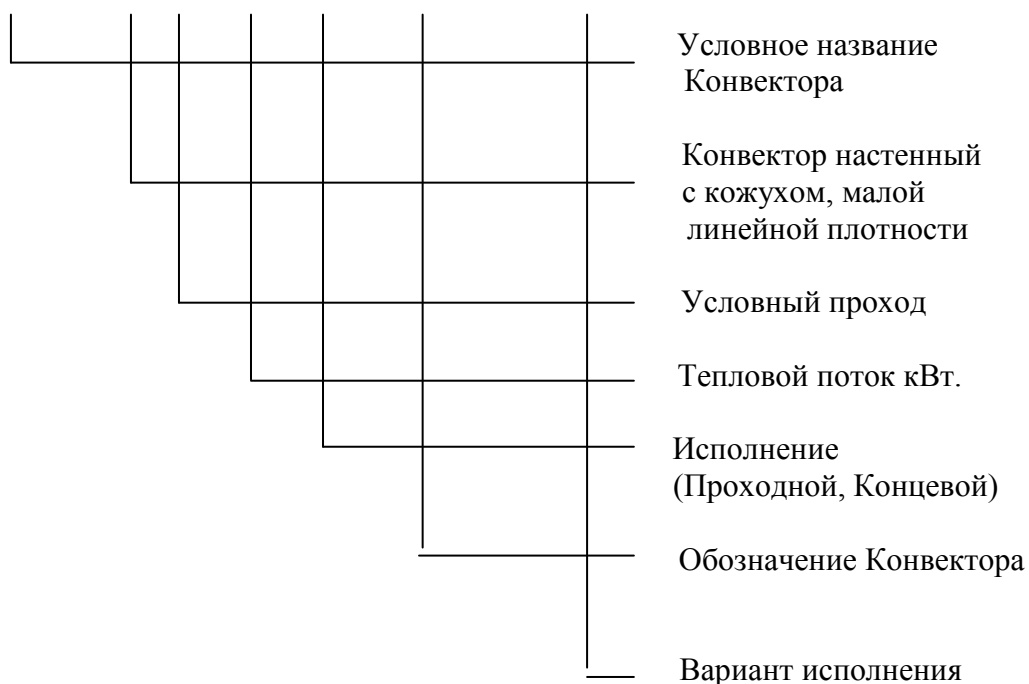 Условное название
Конвектора
Конвектор настенный
с кожухом, малой
линейной плотности
Условный проход
Тепловой поток кВт.
Исполнение
(Проходной, Концевой)
Обозначение Конвектора
Вариант исполнения